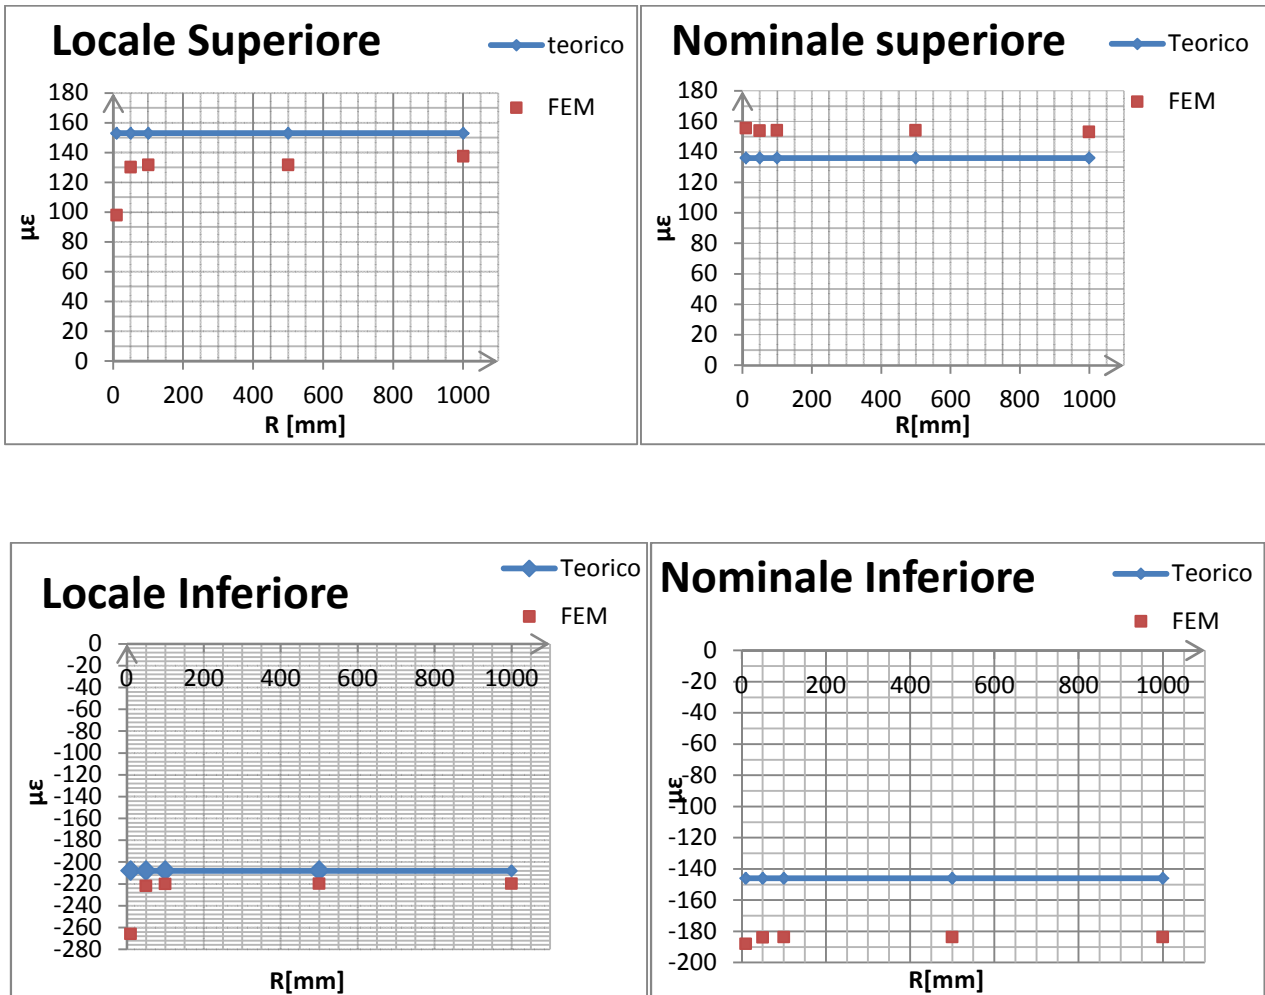 Locale Superiore
teorico
FEM
180
160
140
120
100
80
60
40
20
0
με
0 200 400 600 800 1000
R [mm]
Nominale superiore
Teorico
FEM
180
160
140
120
100
80
60
40
20
0
με
0 200 400 600 800 1000
R[mm]
Locale Inferiore
Teorico
FEM
0
-20
-40
-60
-80
-100
-120
-140
-160
-180
-200
-220
-240
-260
-280
με
0 200 400 600 800 1000
R[mm]
Nominale Inferiore
Teorico
FEM
0
-20
-40
-60
-80
-100
-120
-140
-160
-180
-200
με
0 200 400 600 800 1000
R[mm]